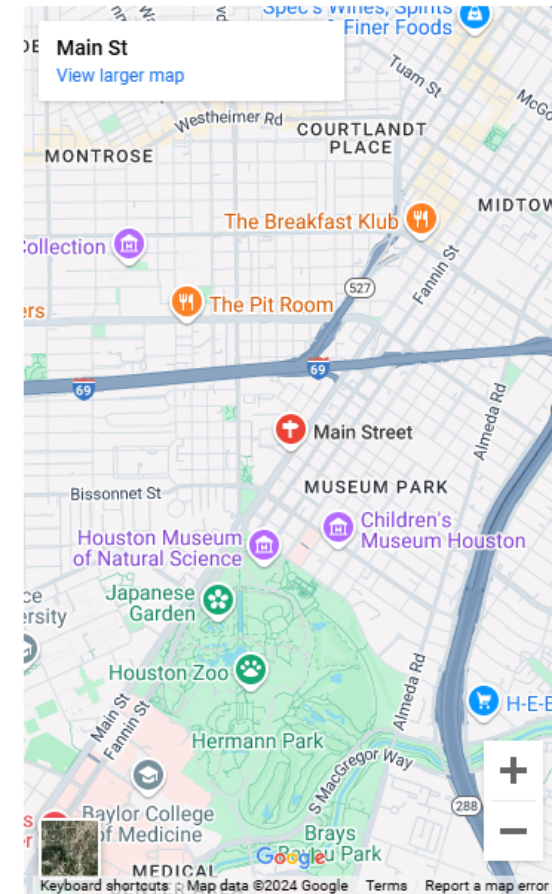 Spec's Wines, Spirits
& Finer Foods
Main St
View larger map
Tuam St
Westheimer Rd
COURTLANDT
PLACE
MONTROSE
MIDTOW
The Breakfast Klub
Collection
Fannin St
527
The Pit Room
ers
69
69
Almeda Rd
Main Street
MUSEUM PARK
Bissonnet St
Children's
Museum Houston
Houston Museum
of Natural Science
Japanese
Garden
ce
ersity
Houston Zoo
Almeda Rd
H-E-B
Main St
Fannin St
Hermann Park
S MacGregor Way
288
Baylor College
of Medicine
Brays
Bayou Park
MEDICAL
Google
Keyboard shortcuts Map data ©2024 Google Terms Report a map error